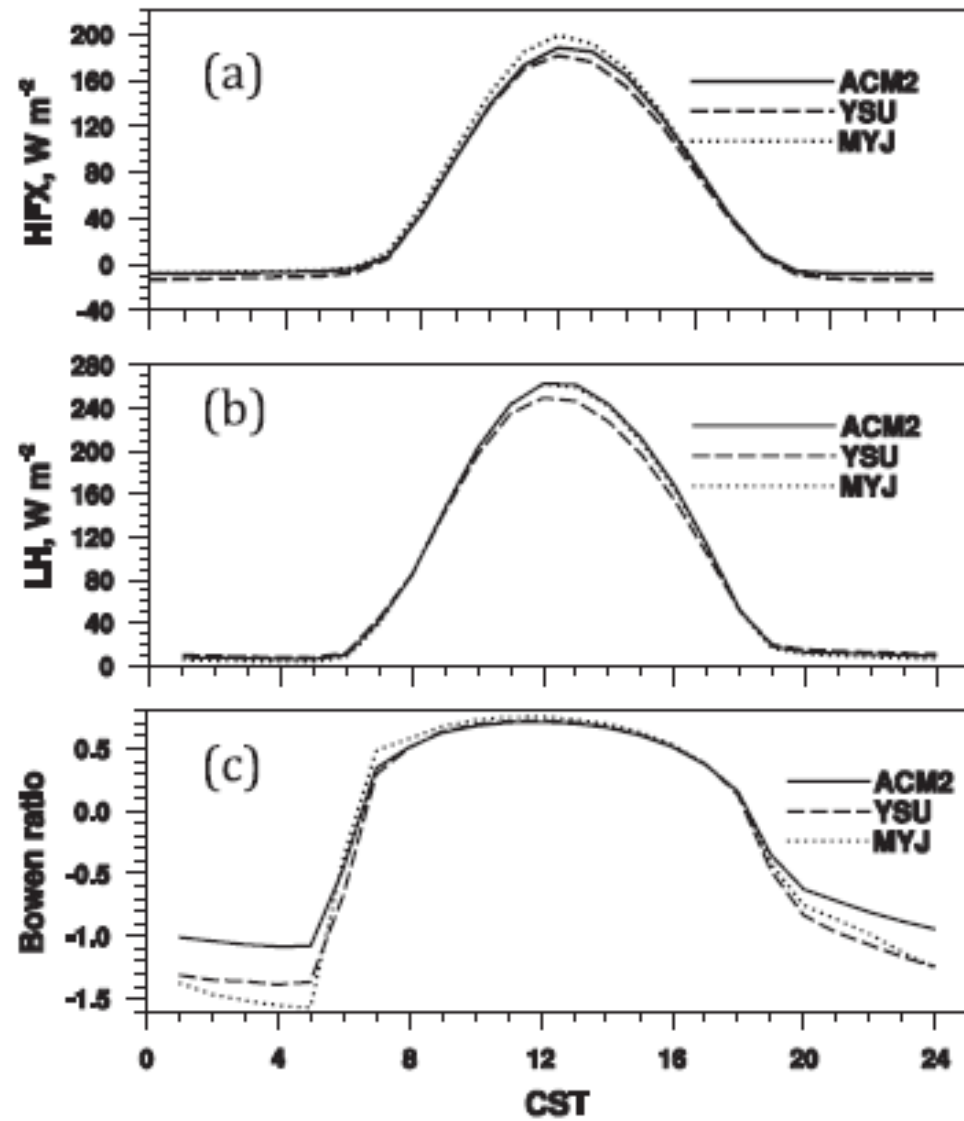 (a)
HFX, W m-2
200
160
120
80
40
0
-40
ACM2
YSU
MYJ
(b)
LH, W m-2
280
240
200
160
120
80
40
0
ACM2
YSU
MYJ
(c)
Bowen ratio
0.5
0.0
-0.5
-1.0
-1.5
ACM2
YSU
MYJ
0 4 8 12 16 20 24
CST